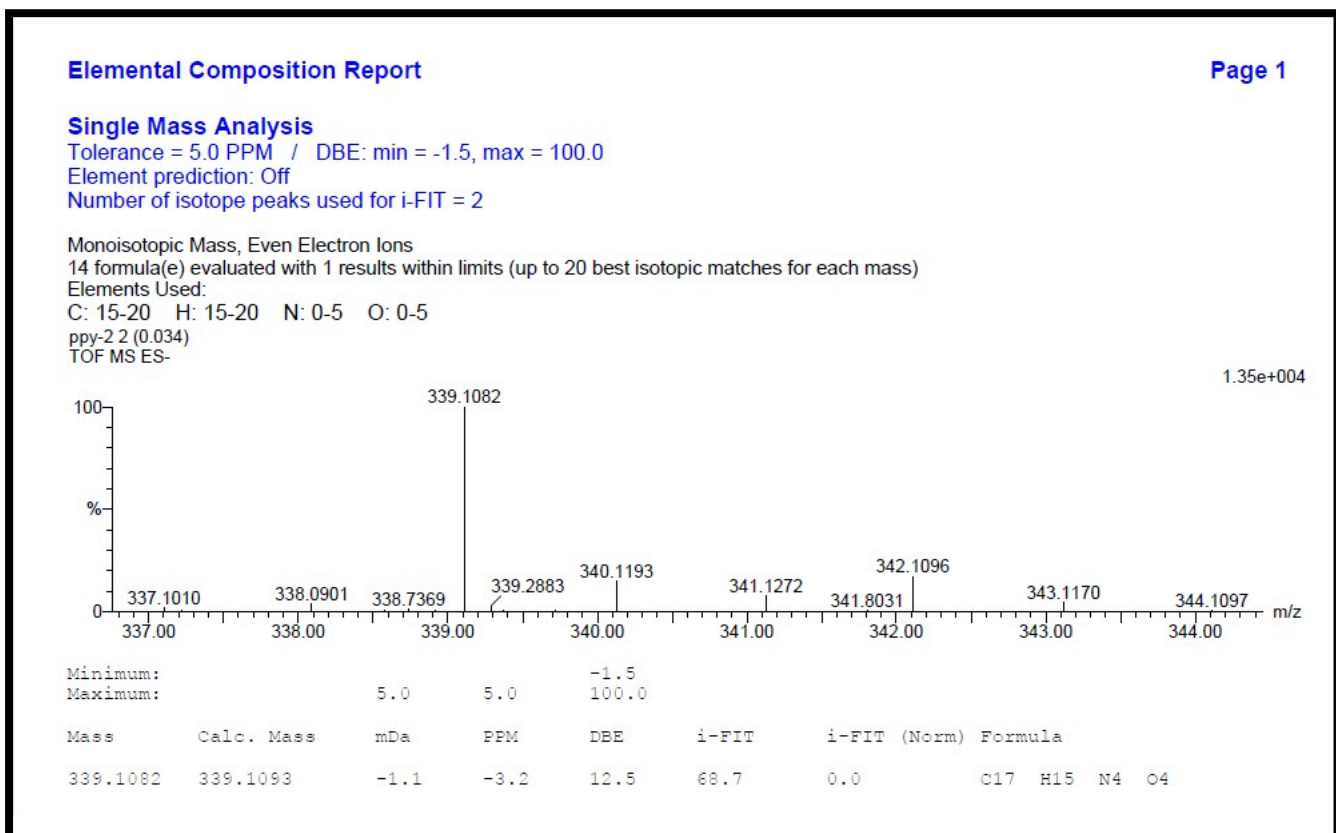 Elemental Composition Report Page 1
Single Mass Analysis
Tolerance = 5.0 PPM / DBE: min = -1.5, max = 100.0
Element prediction: Off
Number of isotope peaks used for i-FIT = 2
Monoisotopic Mass, Even Electron Ions
14 formula(e) evaluated with 1 results within limits (up to 20 best isotopic matches for each mass)
Elements Used:
C: 15-20 H: 15-20 N: 0-5 O: 0-5
ppy-2 2 (0.034)
TOF MS ES-
1.35e+004
100 339.1082
%
337.1010 338.0901 338.7369 339.2883 340.1193 341.1272 341.8031 342.1096 343.1170 344.1097
0 m/z
337.00 338.00 339.00 340.00 341.00 342.00 343.00 344.00
Minimum: -1.5
Maximum: 5.0 5.0 100.0
Mass Calc. Mass mDa PPM DBE i-FIT i-FIT (Norm) Formula
339.1082 339.1093 -1.1 -3.2 12.5 68.7 0.0 C17 H15 N4 O4